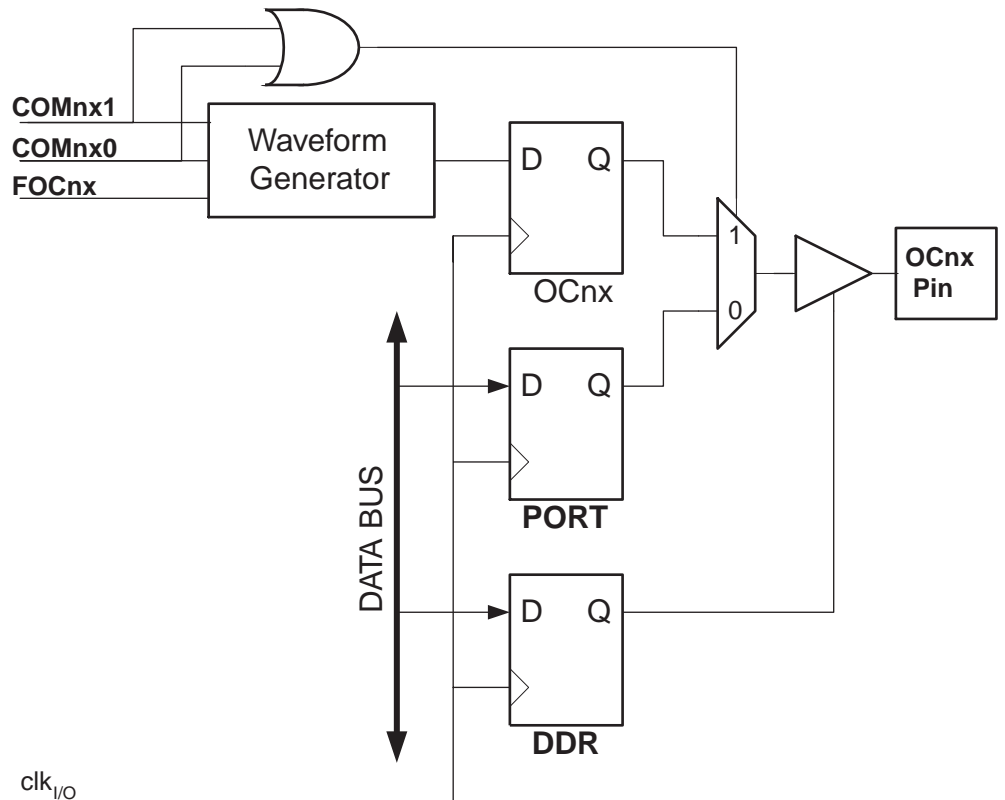 COMnx1
COMnx0
FOCnx
Waveform
Generator
D Q
OCnx
1
0
OCnx
Pin
D Q
PORT
DATA BUS
D Q
DDR
clkI/O